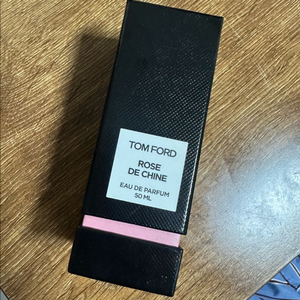 TOM FORD
ROSE
DE CHINE
EAU DE PARFUM
50 ML